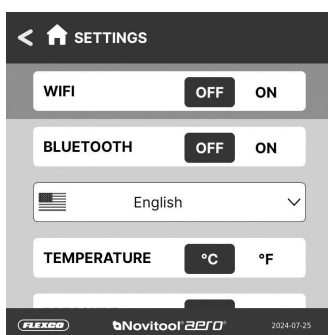 < SETTINGS
WIFI OFF ON
BLUETOOTH OFF ON
English
TEMPERATURE °C °F
FLEXCO Novitool® aero® 2024-07-25